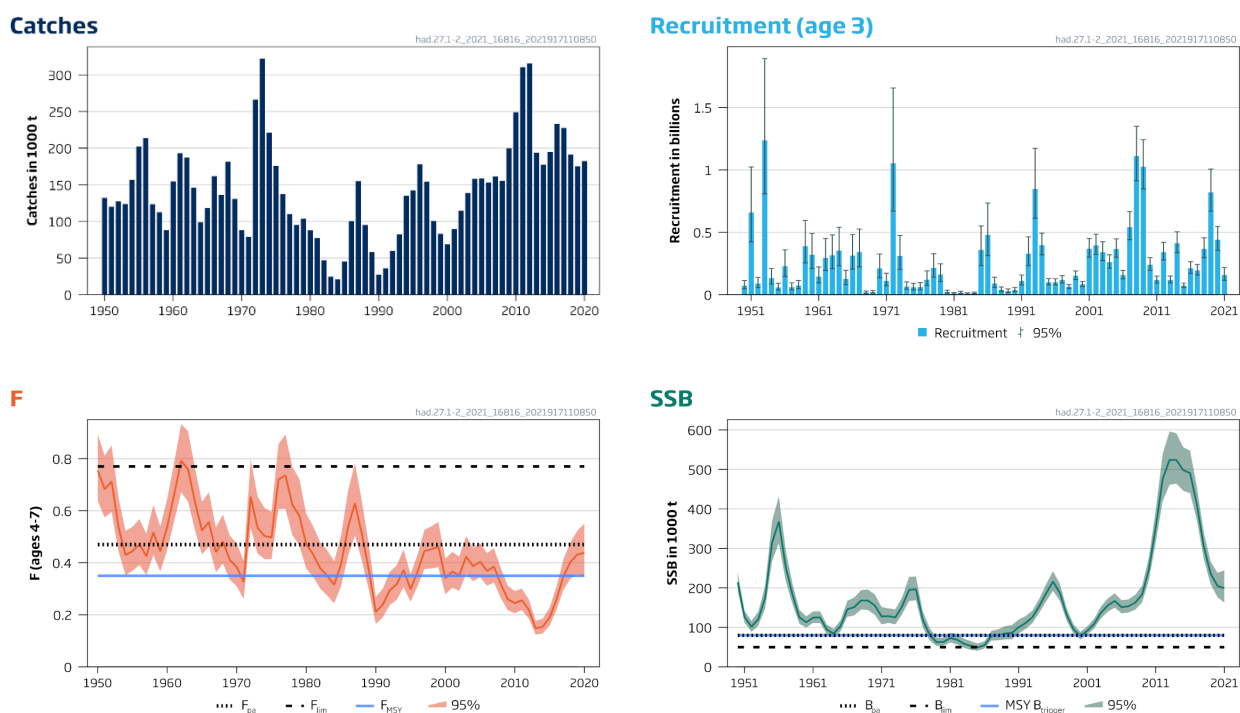 Catches
had.27.1-2_2021_16816_2021917110850
Catches in 1000 t
300
250
200
150
100
50
0
1950 1960 1970 1980 1990 2000 2010 2020
Recruitment (age 3)
had.27.1-2_2021_16816_2021917110850
Recruitment in billions
1.5
1
0.5
0
1951 1961 1971 1981 1991 2001 2011 2021
Recruitment 95%
F
had.27.1-2_2021_16816_2021917110850
F (ages 4-7)
0.8
0.6
0.4
0.2
0
1950 1960 1970 1980 1990 2000 2010 2020
Fpa Flim FMSY 95%
SSB
had.27.1-2_2021_16816_2021917110850
SSB in 1000 t
600
500
400
300
200
100
0
1951 1961 1971 1981 1991 2001 2011 2021
Bpa Blim MSY Btrigger 95%